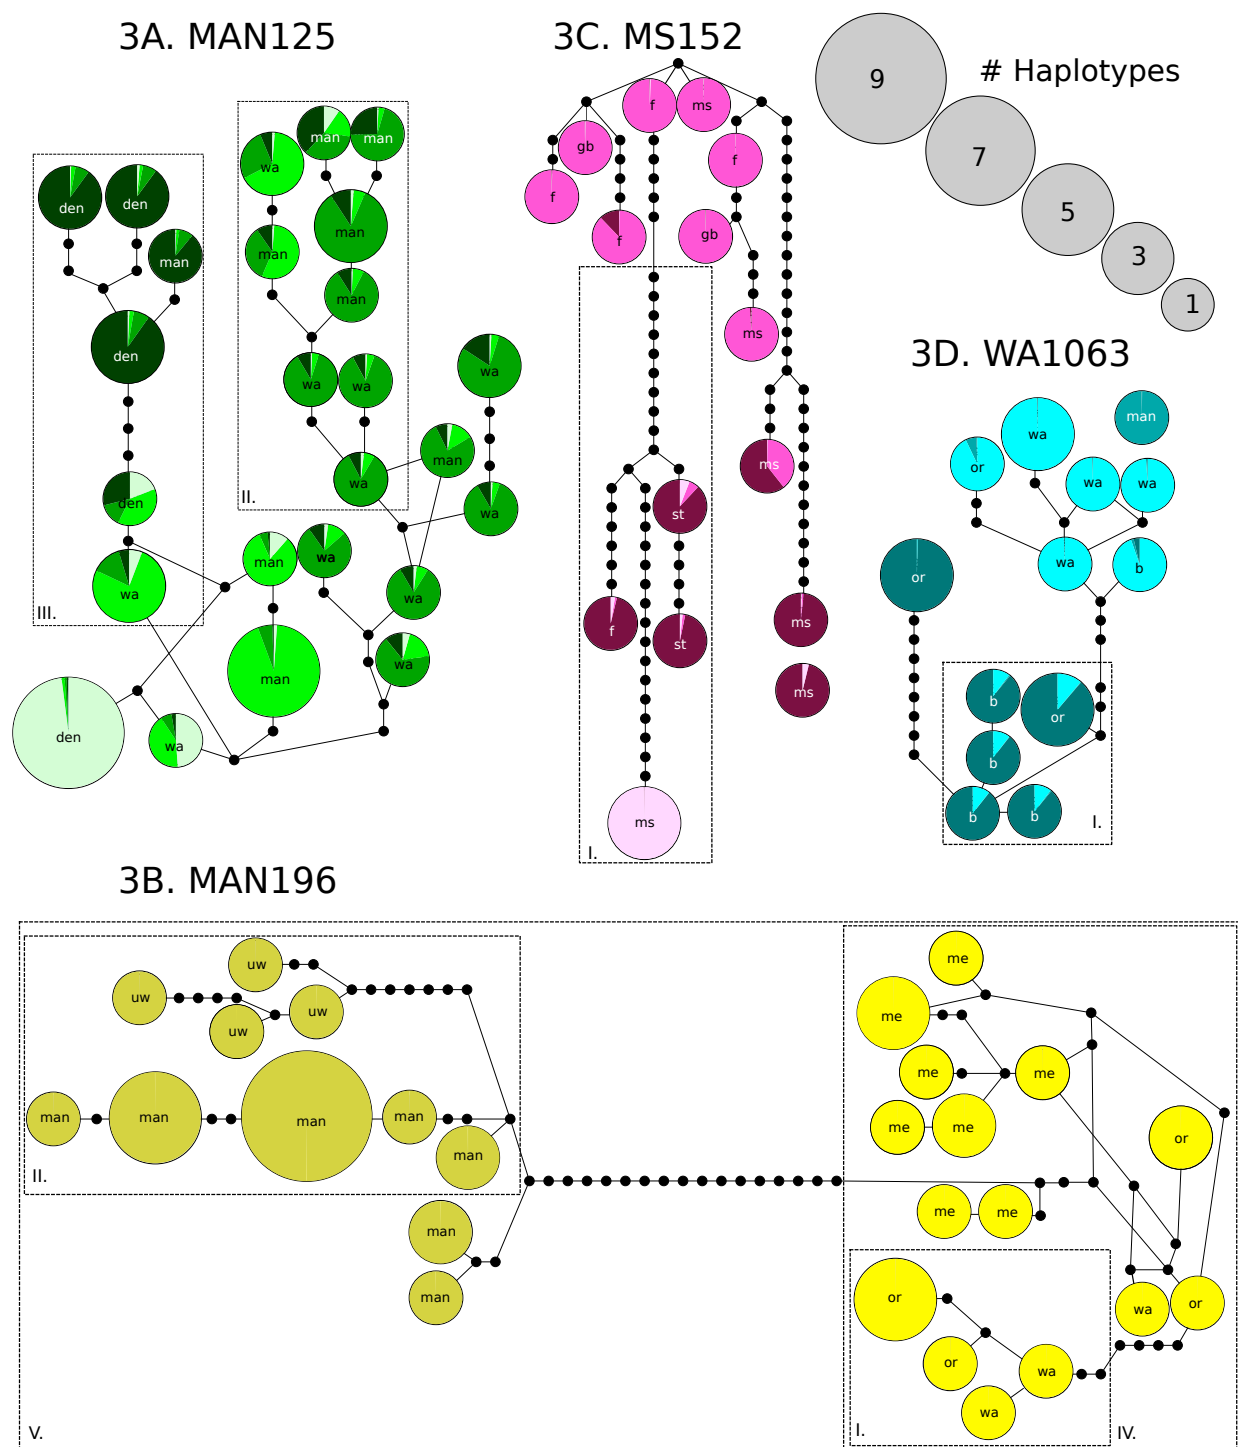 3A. MAN125
3C. MS152
# Haplotypes
9
7
5
3
1
3D. WA1063
3B. MAN196
den
den
man
den
den
wa
III.
wa
man
man
man
man
man
wa
wa
wa
II.
man
wa
wa
man
wa
wa
wa
man
den
wa
f
ms
gb
f
f
f
gb
ms
ms
st
f
st
ms
ms
ms
I.
wa
man
or
wa
wa
wa
b
or
b
or
b
b
b
I.
uw
uw
uw
uw
man
man
man
man
man
II.
man
man
V.
me
me
me
me
me
me
or
me
me
or
wa
or
or
wa
wa
I.
IV.